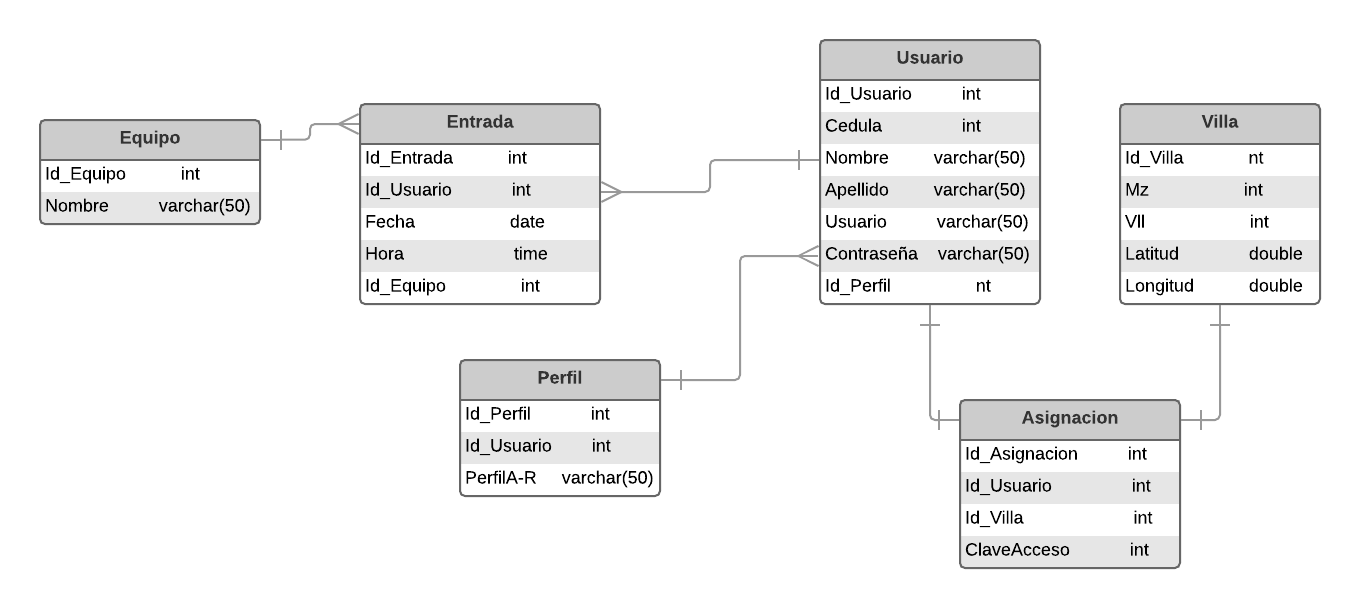 Equipo
Id_Equipo int
Nombre varchar(50)
Entrada
Id_Entrada int
Id_Usuario int
Fecha date
Hora time
Id_Equipo int
Usuario
Id_Usuario int
Cedula int
Nombre varchar(50)
Apellido varchar(50)
Usuario varchar(50)
Contraseña varchar(50)
Id_Perfil nt
Villa
Id_Villa nt
Mz int
Vll int
Latitud double
Longitud double
Perfil
Id_Perfil int
Id_Usuario int
PerfilA-R varchar(50)
Asignacion
Id_Asignacion int
Id_Usuario int
Id_Villa int
ClaveAcceso int